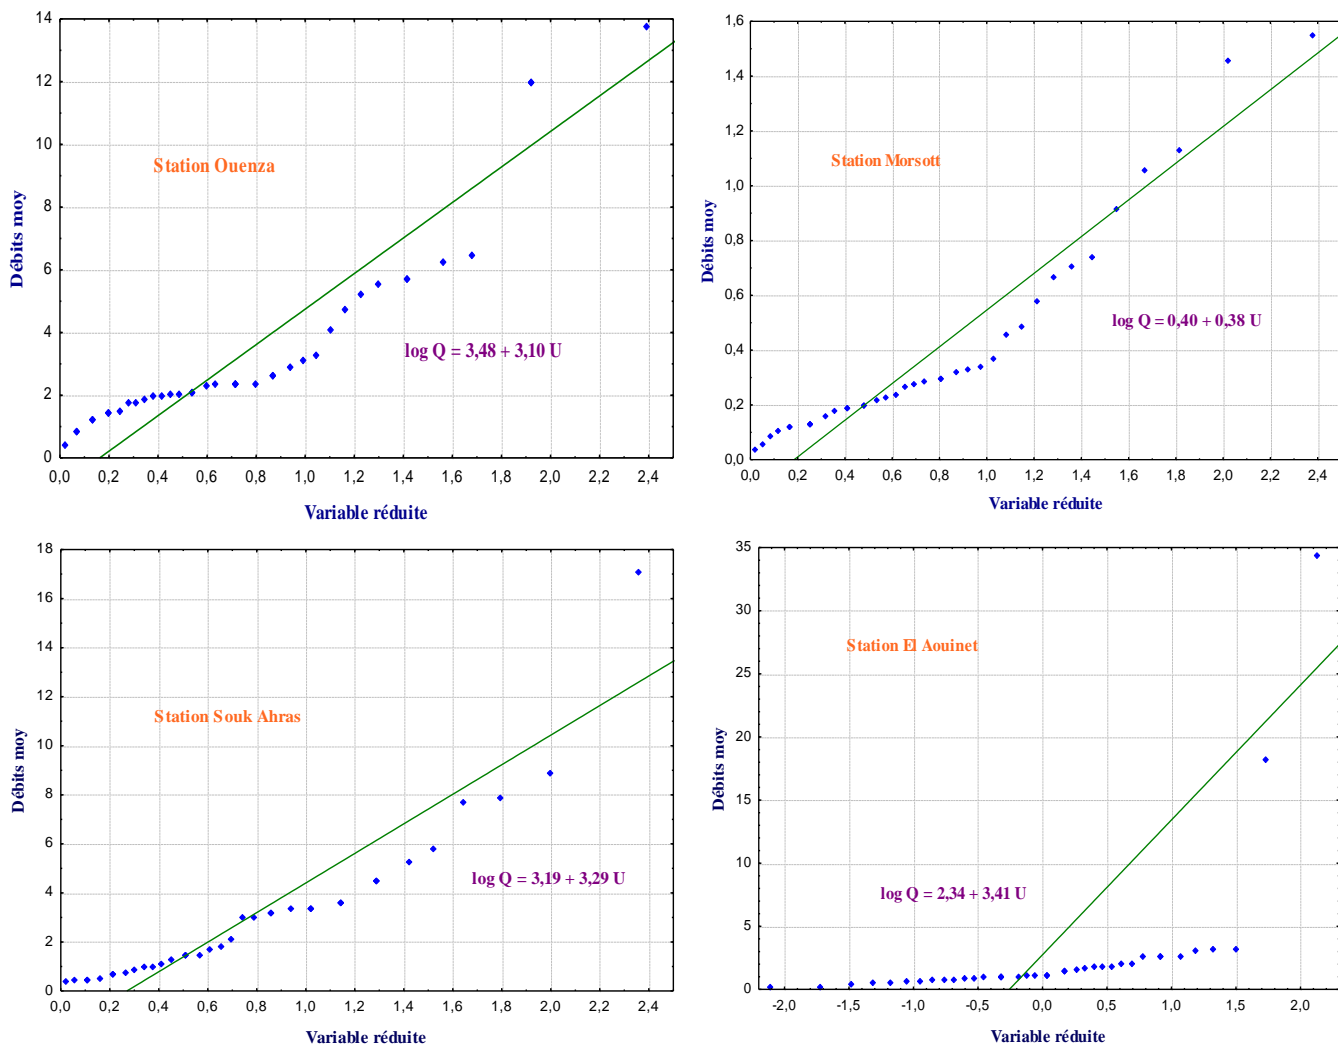 14
12
10
8
6
4
2
0
Débits moy
Station Ouenza
log Q = 3,48 + 3,10 U
0,0 0,2 0,4 0,6 0,8 1,0 1,2 1,4 1,6 1,8 2,0 2,2 2,4
Variable réduite
1,6
1,4
1,2
1,0
0,8
0,6
0,4
0,2
0,0
Débits moy
Station Morsott
log Q = 0,40 + 0,38 U
0,0 0,2 0,4 0,6 0,8 1,0 1,2 1,4 1,6 1,8 2,0 2,2 2,4
Variable réduite
18
16
14
12
10
8
6
4
2
0
Débits moy
Station Souk Ahras
log Q = 3,19 + 3,29 U
0,0 0,2 0,4 0,6 0,8 1,0 1,2 1,4 1,6 1,8 2,0 2,2 2,4
Variable réduite
35
30
25
20
15
10
5
0
Débits moy
Station El Aouinet
log Q = 2,34 + 3,41 U
-2,0 -1,5 -1,0 -0,5 0,0 0,5 1,0 1,5 2,0
Variable réduite